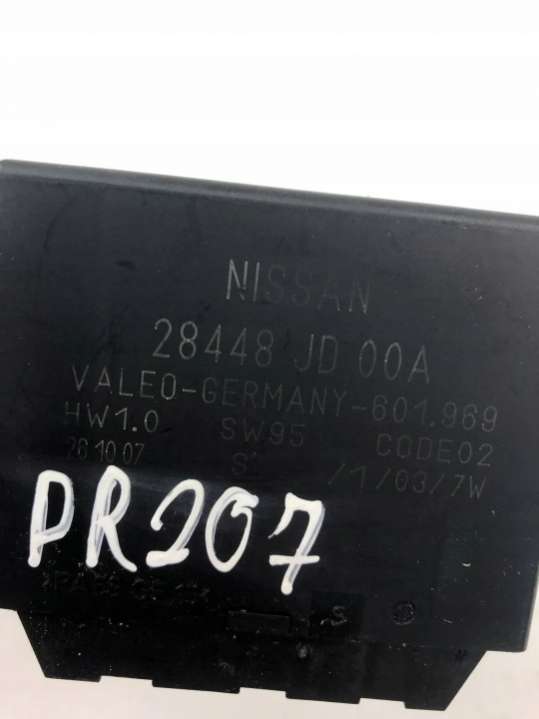 NISSAN
28448 JD 00A
VALEO-GERMANY-601.969
HW1.0 SW95 CODE02
26.10.07 S /1/03/7W
PR207
S